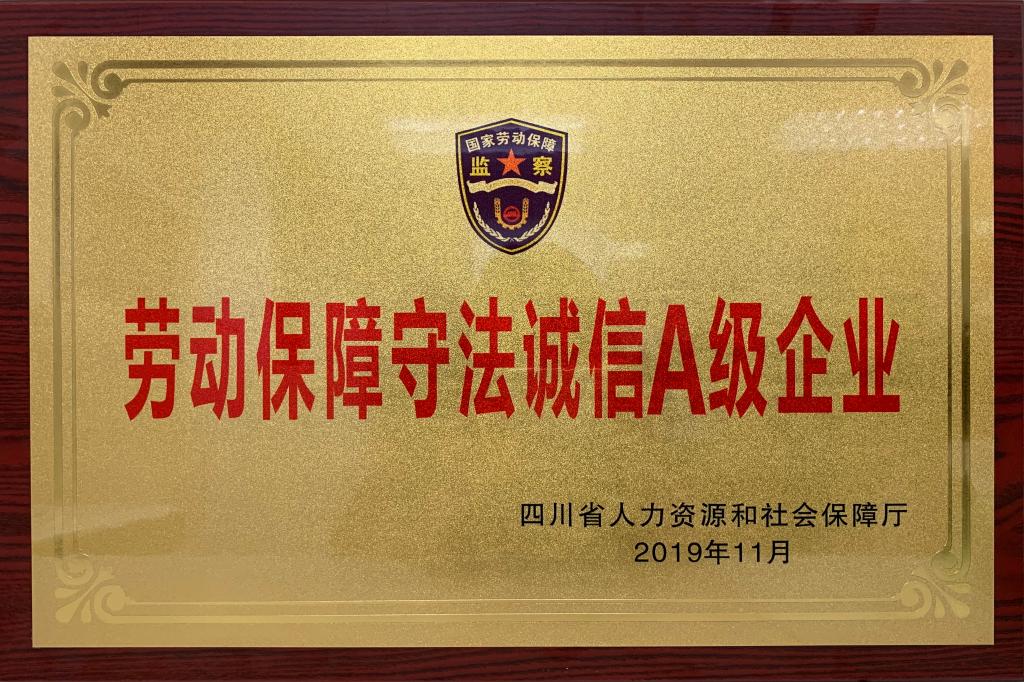 国家劳动保障
监察
劳动保障守法诚信A级企业
四川省人力资源和社会保障厅
2019年11月